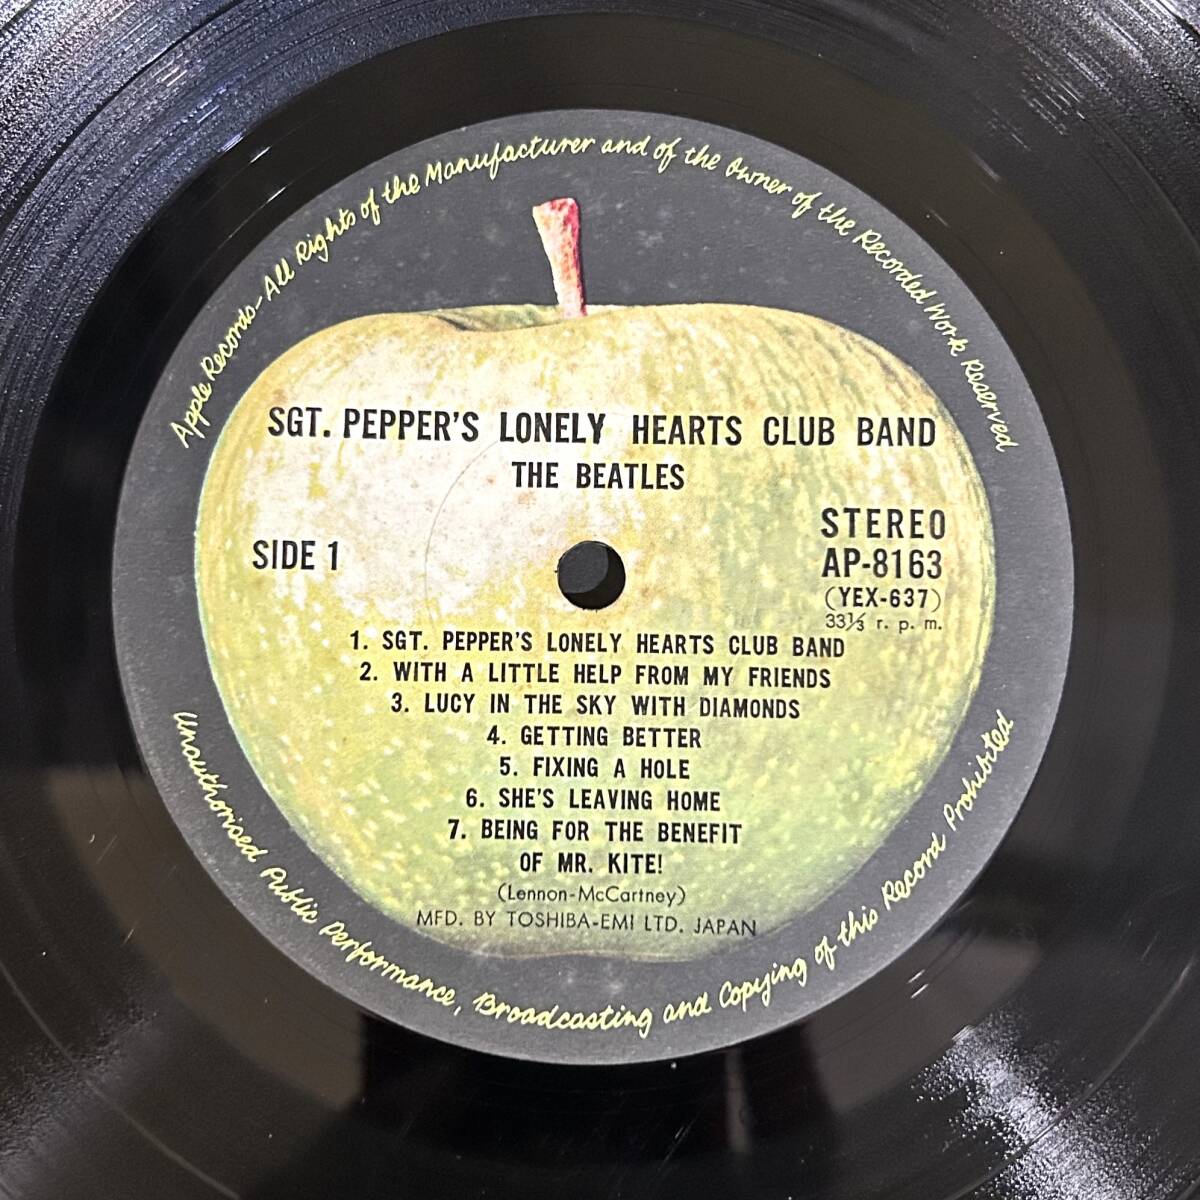 Apple Records-All Rights of the Manufacturer and of the Owner of the Recorded Work Reserved
SGT. PEPPER'S LONELY HEARTS CLUB BAND
THE BEATLES
SIDE 1
STEREO
AP-8163
(YEX-637)
33⅓ r. p. m.
1. SGT. PEPPER'S LONELY HEARTS CLUB BAND
2. WITH A LITTLE HELP FROM MY FRIENDS
3. LUCY IN THE SKY WITH DIAMONDS
4. GETTING BETTER
5. FIXING A HOLE
6. SHE'S LEAVING HOME
7. BEING FOR THE BENEFIT
OF MR. KITE!
(Lennon-McCartney)
MFD. BY TOSHIBA-EMI LTD. JAPAN
Unauthorised Public Performance, Broadcasting and Copying of this Record Prohibited